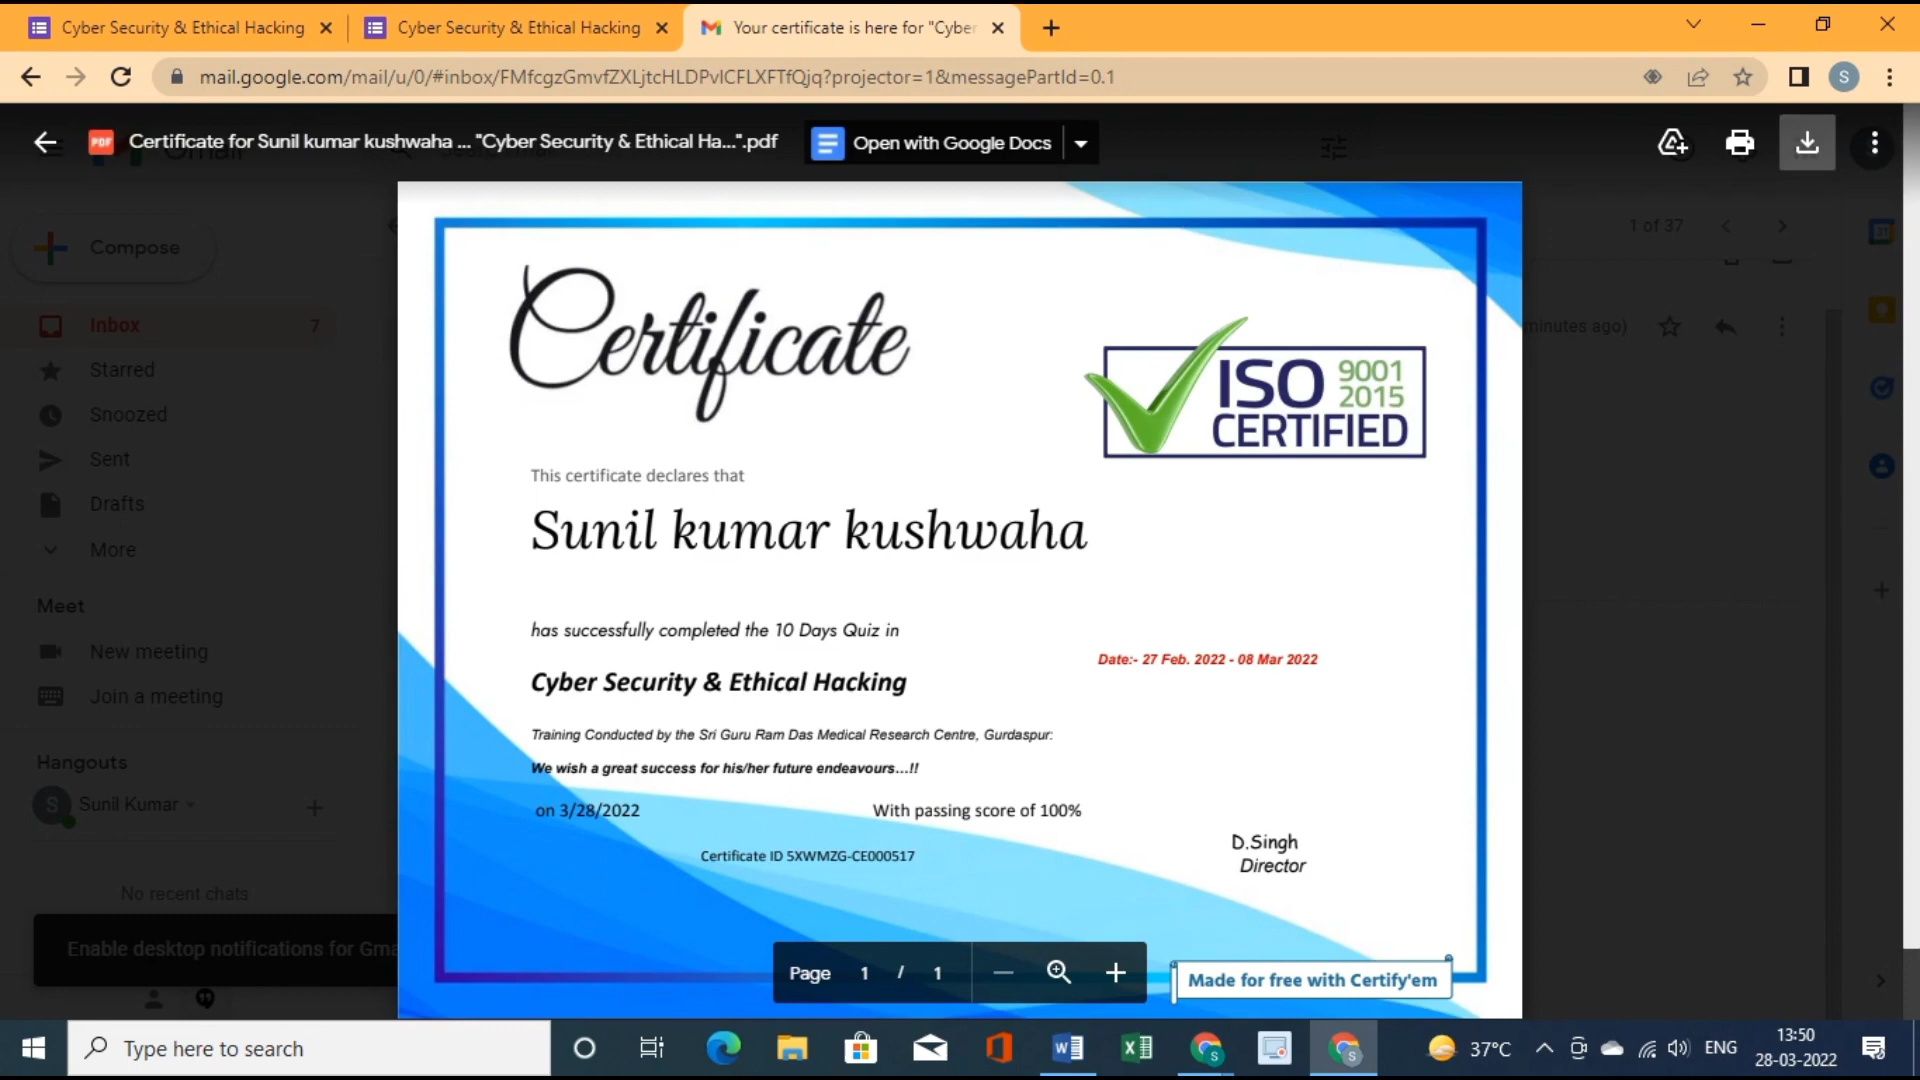 Cyber Security & Ethical Hacking
Cyber Security & Ethical Hacking
Your certificate is here for "Cyber
mail.google.com/mail/u/0/#inbox/FMfcgzGmvfZXLjtcHLDPvlCFLXFTfQjq?projector=1&messagePartId=0.1
S
PDF
Certificate for Sunil kumar kushwaha ... "Cyber Security & Ethical Ha...".pdf
Open with Google Docs
Compose
1 of 37
31
Inbox
7
minutes ago)
Starred
Snoozed
Sent
Drafts
More
Meet
New meeting
Join a meeting
Hangouts
S
Sunil Kumar
No recent chats
Enable desktop notifications for Gma
Certificate
ISO 9001
2015
CERTIFIED
This certificate declares that
Sunil kumar kushwaha
has successfully completed the 10 Days Quiz in
Date:- 27 Feb. 2022 - 08 Mar 2022
Cyber Security & Ethical Hacking
Training Conducted by the Sri Guru Ram Das Medical Research Centre, Gurdaspur:
We wish a great success for his/her future endeavours...!!
on 3/28/2022
With passing score of 100%
D.Singh
Director
Certificate ID 5XWMZG-CE000517
Page 1 / 1
Made for free with Certify'em
Type here to search
37°C
ENG
13:50
28-03-2022